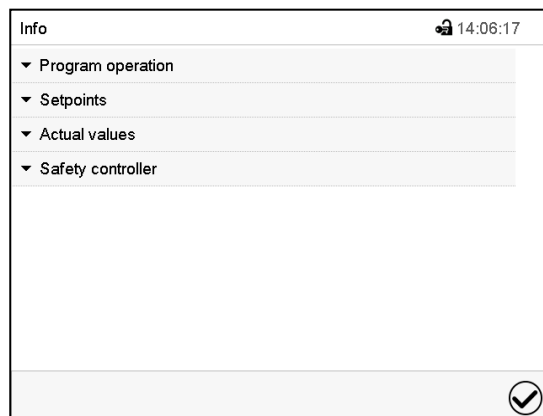 Info
14:06:17
Program operation
Setpoints
Actual values
Safety controller